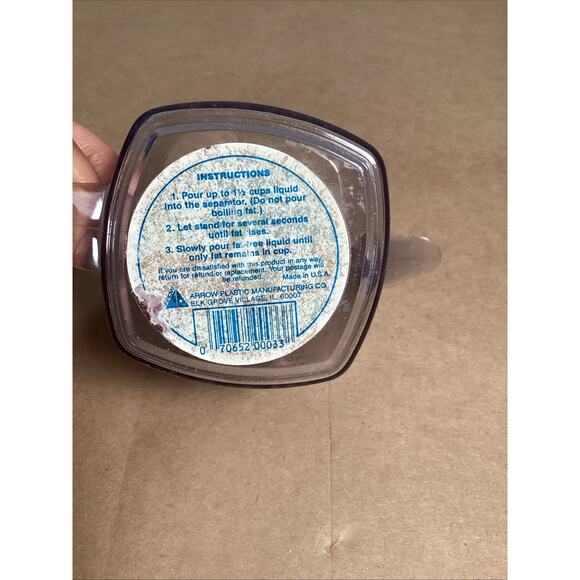 INSTRUCTIONS
1. Pour up to 1½ cups liquid
into the separator. (Do not pour
boiling fat.)
2. Let stand for several seconds
until fat ises.
3. Slowly pour fat-free liquid until
only fat remains in cup.
If you are dissatisfied with this product in any way,
return for refund or replacement. Your postage will
be refunded. Made in U.S.A.
ARROW PLASTIC MANUFACTURING CO.
ELK GROVE VILLAGE, IL 60007
0 70652 00033